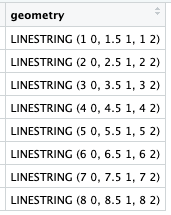 geometry
LINESTRING (1 0, 1.5 1, 1 2)
LINESTRING (2 0, 2.5 1, 2 2)
LINESTRING (3 0, 3.5 1, 3 2)
LINESTRING (4 0, 4.5 1, 4 2)
LINESTRING (5 0, 5.5 1, 5 2)
LINESTRING (6 0, 6.5 1, 6 2)
LINESTRING (7 0, 7.5 1, 7 2)
LINESTRING (8 0, 8.5 1, 8 2)